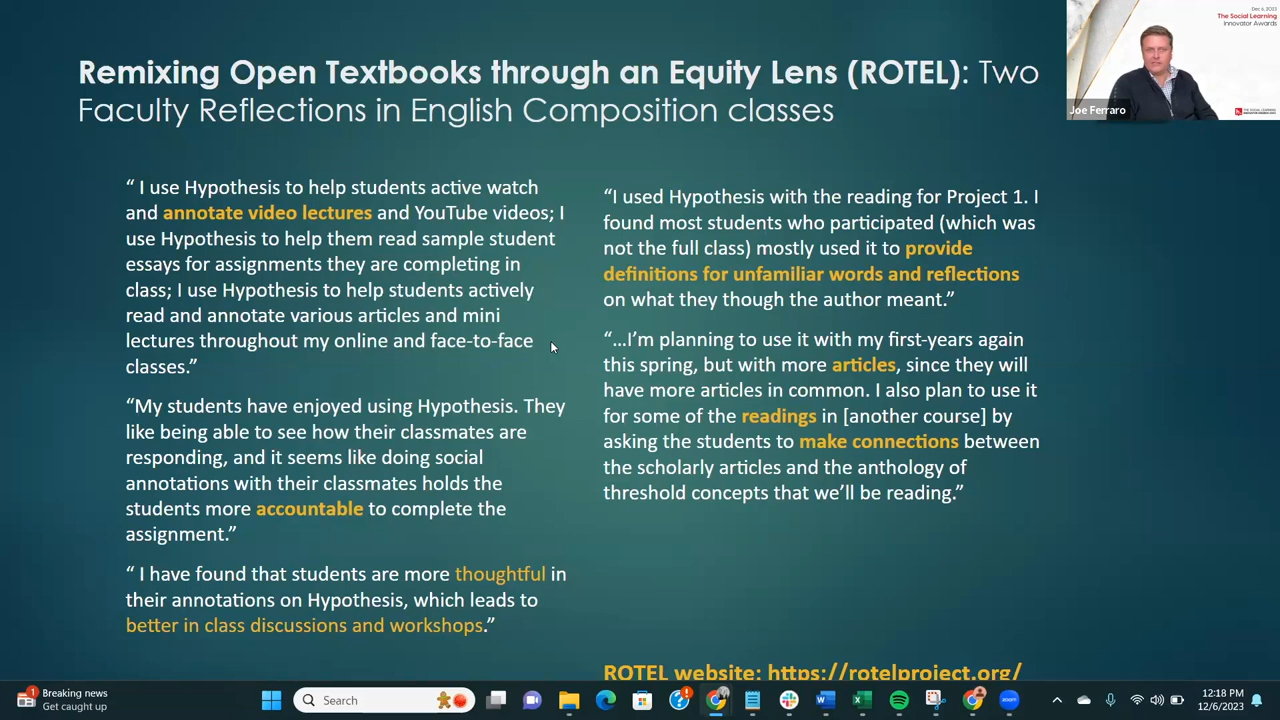 Remixing Open Textbooks through an Equity Lens (ROTEL): Two
Faculty Reflections in English Composition classes
Dec 6, 2023
The Social Learning
Innovator Awards
Joe Ferraro
“ I use Hypothesis to help students active watch
and annotate video lectures and YouTube videos; I
use Hypothesis to help them read sample student
essays for assignments they are completing in
class; I use Hypothesis to help students actively
read and annotate various articles and mini
lectures throughout my online and face-to-face
classes.”
“My students have enjoyed using Hypothesis. They
like being able to see how their classmates are
responding, and it seems like doing social
annotations with their classmates holds the
students more accountable to complete the
assignment.”
“ I have found that students are more thoughtful in
their annotations on Hypothesis, which leads to
better in class discussions and workshops.”
“I used Hypothesis with the reading for Project 1. I
found most students who participated (which was
not the full class) mostly used it to provide
definitions for unfamiliar words and reflections
on what they though the author meant.”
“…I’m planning to use it with my first-years again
this spring, but with more articles, since they will
have more articles in common. I also plan to use it
for some of the readings in [another course] by
asking the students to make connections between
the scholarly articles and the anthology of
threshold concepts that we’ll be reading.”
ROTEL website: https://rotelproject.org/
1
Breaking news
Get caught up
Search
zoom
12:18 PM
12/6/2023